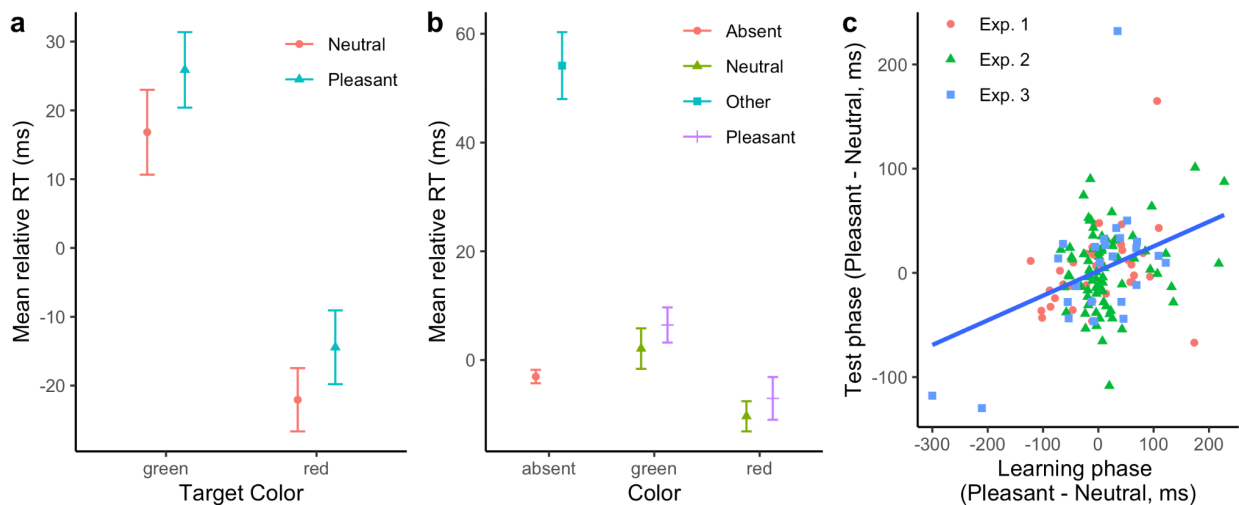 a
Mean relative RT (ms)
30
20
10
0
-10
-20
Neutral
Pleasant
green
red
Target Color
b
Mean relative RT (ms)
60
40
20
0
Absent
Neutral
Other
Pleasant
absent
green
red
Color
c
Test phase (Pleasant - Neutral, ms)
200
100
0
-100
Exp. 1
Exp. 2
Exp. 3
-300
-200
-100
0
100
200
Learning phase
(Pleasant - Neutral, ms)